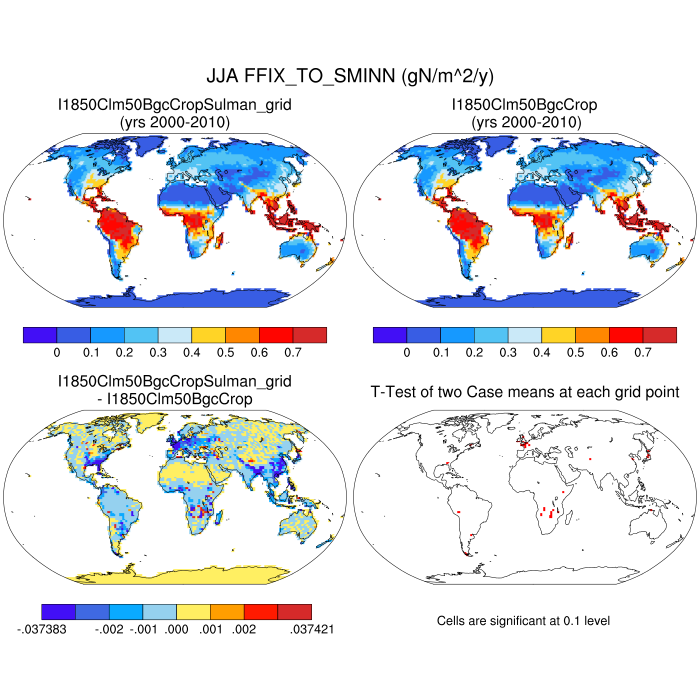 JJA FFIX_TO_SMINN (gN/m^2/y)
I1850Clm50BgcCropSulman_grid
(yrs 2000-2010)
I1850Clm50BgcCrop
(yrs 2000-2010)
0 0.1 0.2 0.3 0.4 0.5 0.6 0.7
0 0.1 0.2 0.3 0.4 0.5 0.6 0.7
I1850Clm50BgcCropSulman_grid
- I1850Clm50BgcCrop
T-Test of two Case means at each grid point
-.037383 -.002 -.001 .000 .001 .002 .037421
Cells are significant at 0.1 level